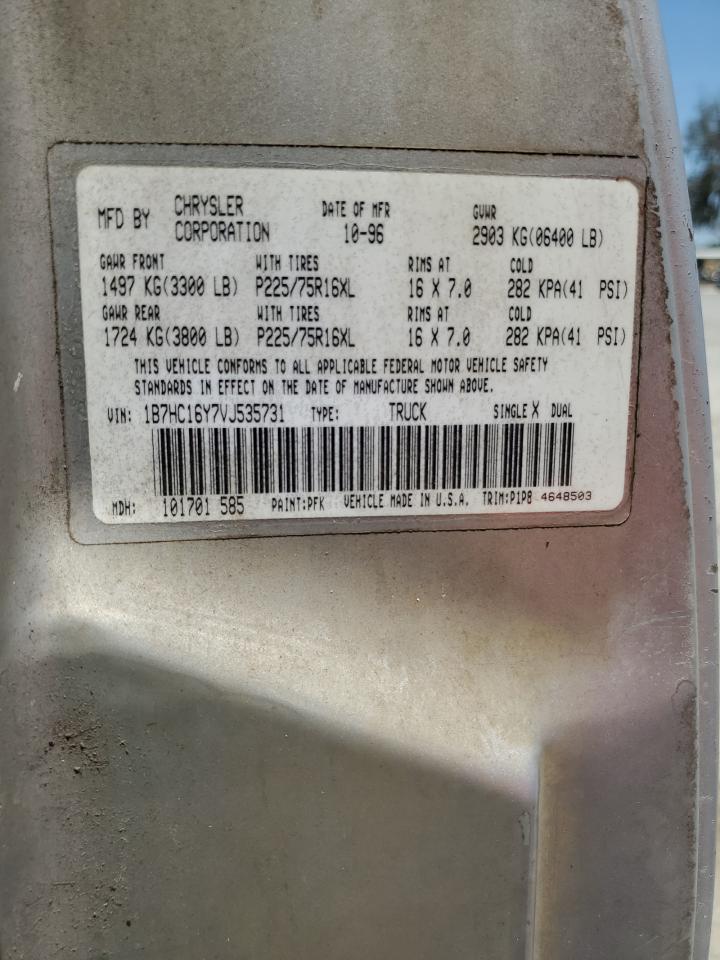 MFD BY CHRYSLER CORPORATION DATE OF MFR 10-96 GVWR 2903 KG(06400 LB)
GAWR FRONT WITH TIRES RIMS AT COLD
1497 KG(3300 LB) P225/75R16XL 16 X 7.0 282 KPA(41 PSI)
GAWR REAR WITH TIRES RIMS AT COLD
1724 KG(3800 LB) P225/75R16XL 16 X 7.0 282 KPA(41 PSI)
THIS VEHICLE CONFORMS TO ALL APPLICABLE FEDERAL MOTOR VEHICLE SAFETY
STANDARDS IN EFFECT ON THE DATE OF MANUFACTURE SHOWN ABOVE.
VIN: 1B7HC16Y7VJ535731 TYPE: TRUCK SINGLE X DUAL
MDH: 101701 585 PAINT:PFK VEHICLE MADE IN U.S.A. TRIM:P1P8 4648503